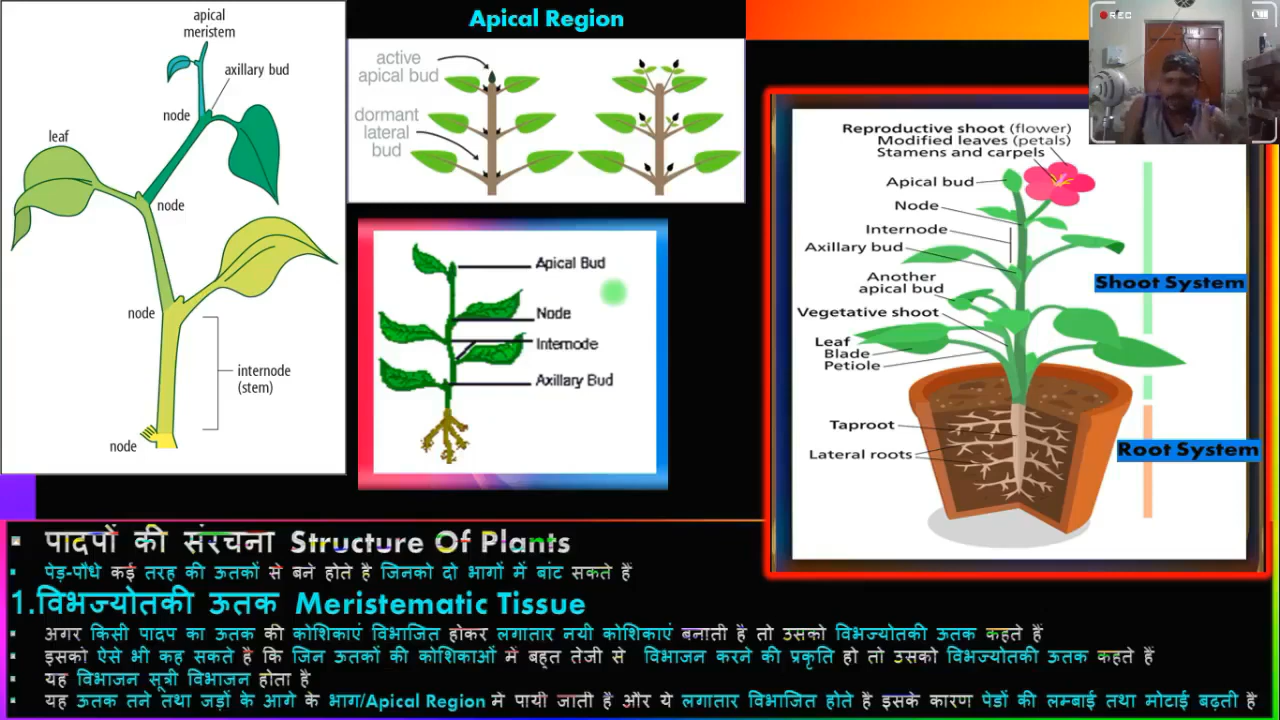 apical
meristem
axillary bud
node
leaf
node
node
internode
(stem)
node
Apical Region
active
apical bud
dormant
lateral
bud
Apical Bud
Node
Internode
Axillary Bud
REC
Reproductive shoot (flower)
Modified leaves (petals)
Stamens and carpels
Apical bud
Node
Internode
Axillary bud
Another
apical bud
Vegetative shoot
Leaf
Blade
Petiole
Taproot
Lateral roots
Shoot System
Root System
▪ पादपों की संरचना Structure Of Plants
▪ पेड़-पौधे कई तरह की ऊतकों से बने होते है जिनको दो भागों में बांट सकते हैं
1.विभज्योतकी ऊतक Meristematic Tissue
▪ अगर किसी पादप का ऊतक की कोशिकाएं विभाजित होकर लगातार नयी कोशिकाएं बनाती है तो उसको विभज्योतकी ऊतक कहते हैं
▪ इसको ऐसे भी कह सकते है कि जिन ऊतकों की कोशिकाओं में बहुत तेजी से विभाजन करने की प्रकृति हो तो उसको विभज्योतकी ऊतक कहते हैं
▪ यह विभाजन सूत्री विभाजन होता है
▪ यह ऊतक तने तथा जड़ों के आगे के भाग/Apical Region मे पायी जाती है और ये लगातार विभाजित होते है इसके कारण पेडों की लम्बाई तथा मोटाई बढ़ती है